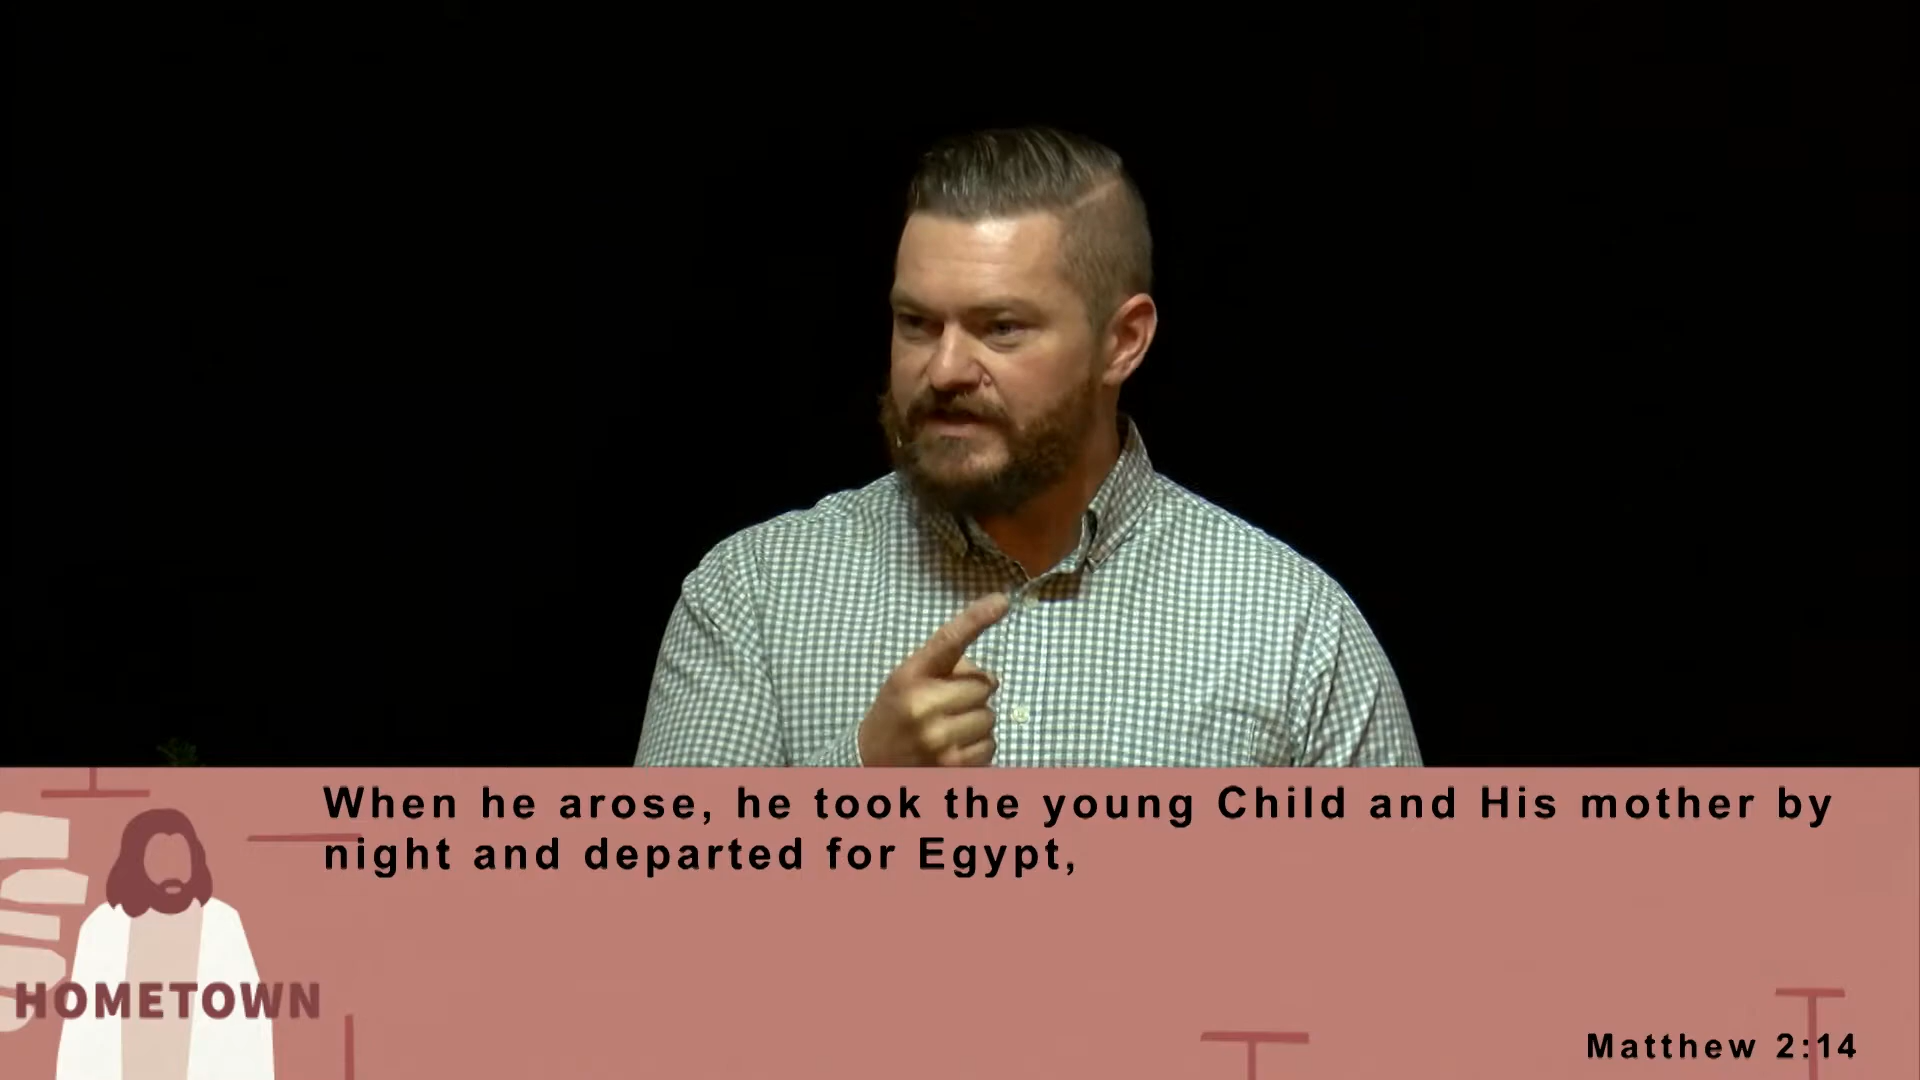 When he arose, he took the young Child and His mother by
night and departed for Egypt,
HOMETOWN
Matthew 2:14